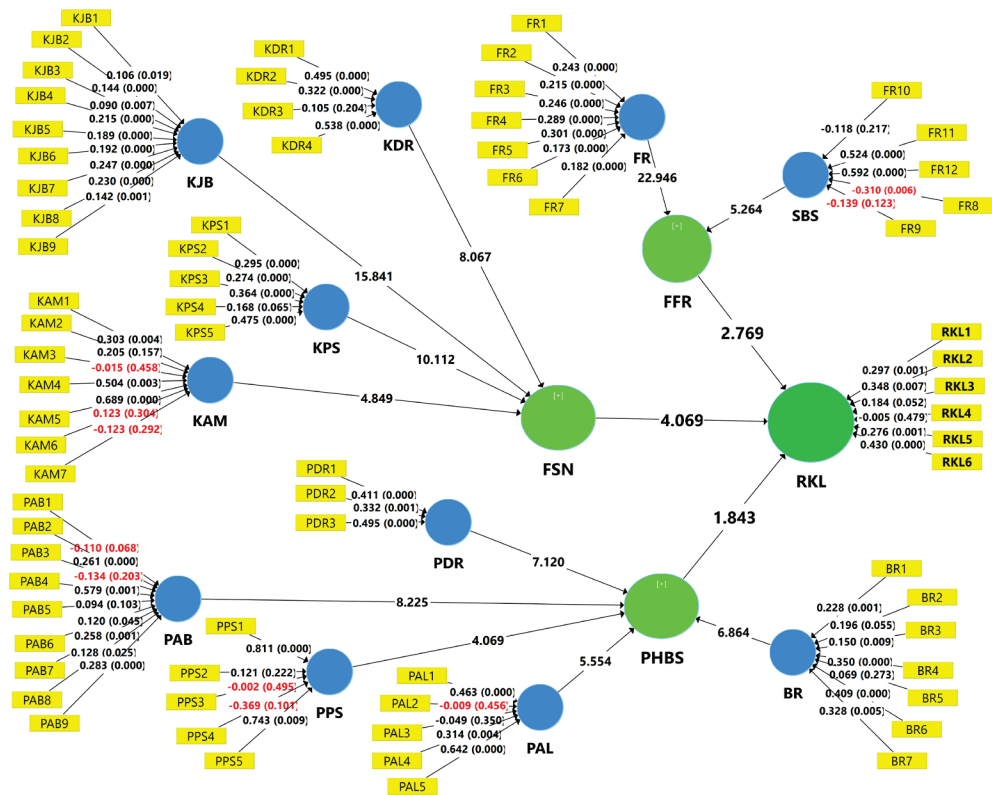 KJB1
KJB2
KJB3
KJB4
KJB5
KJB6
KJB7
KJB8
KJB9
0.106 (0.019)
0.144 (0.000)
0.090 (0.007)
0.215 (0.000)
0.189 (0.000)
0.192 (0.000)
0.247 (0.000)
0.230 (0.000)
0.142 (0.001)
KJB
KDR1
KDR2
KDR3
KDR4
0.495 (0.000)
0.322 (0.000)
0.105 (0.204)
0.538 (0.000)
KDR
FR1
FR2
FR3
FR4
FR5
FR6
FR7
0.243 (0.000)
0.215 (0.000)
0.246 (0.000)
0.289 (0.000)
0.301 (0.000)
0.173 (0.000)
0.182 (0.000)
FR
22.946
FR10
FR11
FR12
FR8
FR9
-0.118 (0.217)
0.524 (0.000)
0.592 (0.000)
-0.310 (0.006)
-0.139 (0.123)
SBS
5.264
[+]
FFR
2.769
KPS1
KPS2
KPS3
KPS4
KPS5
0.295 (0.000)
0.274 (0.000)
0.364 (0.000)
0.168 (0.065)
0.475 (0.000)
KPS
15.841
8.067
10.112
KAM1
KAM2
KAM3
KAM4
KAM5
KAM6
KAM7
0.303 (0.004)
0.205 (0.157)
-0.015 (0.458)
0.504 (0.003)
0.689 (0.000)
0.123 (0.304)
-0.123 (0.292)
KAM
4.849
[+]
FSN
4.069
RKL1
RKL2
RKL3
RKL4
RKL5
RKL6
0.297 (0.001)
0.348 (0.007)
0.184 (0.052)
-0.005 (0.479)
0.276 (0.001)
0.430 (0.000)
RKL
1.843
PDR1
PDR2
PDR3
0.411 (0.000)
0.332 (0.001)
0.495 (0.000)
PDR
7.120
PAB1
PAB2
PAB3
PAB4
PAB5
PAB6
PAB7
PAB8
PAB9
-0.110 (0.068)
0.261 (0.000)
-0.134 (0.203)
0.579 (0.001)
0.094 (0.103)
0.120 (0.045)
0.258 (0.001)
0.128 (0.025)
0.283 (0.000)
PAB
8.225
[+]
PHBS
PPS1
PPS2
PPS3
PPS4
PPS5
0.811 (0.000)
0.121 (0.222)
-0.002 (0.495)
-0.369 (0.101)
0.743 (0.009)
PPS
4.069
PAL1
PAL2
PAL3
PAL4
PAL5
0.463 (0.000)
-0.009 (0.456)
-0.049 (0.350)
0.314 (0.004)
0.642 (0.000)
PAL
5.554
6.864
BR1
BR2
BR3
BR4
BR5
BR6
BR7
0.228 (0.001)
0.196 (0.055)
0.150 (0.009)
0.350 (0.000)
0.069 (0.273)
0.409 (0.000)
0.328 (0.005)
BR